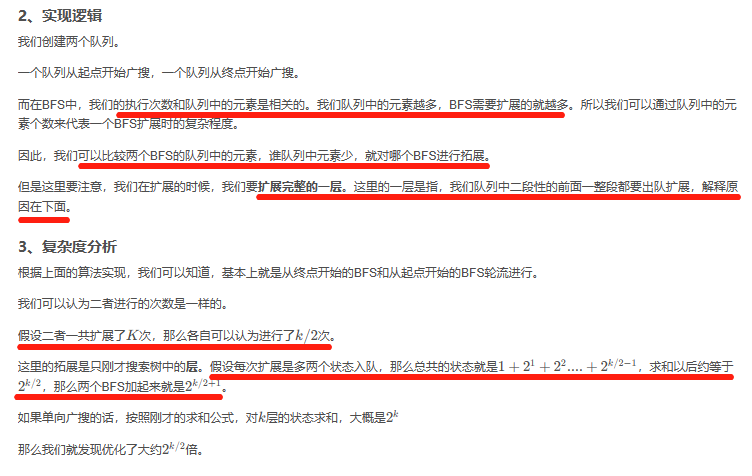 2、实现逻辑
我们创建两个队列。
一个队列从起点开始广搜，一个队列从终点开始广搜。
而在BFS中，我们的执行次数和队列中的元素是相关的。我们队列中的元素越多，BFS需要扩展的就越多。所以我们可以通过队列中的元
素个数来代表一个BFS扩展时的复杂程度。
因此，我们可以比较两个BFS的队列中的元素，谁队列中元素少，就对哪个BFS进行拓展。
但是这里要注意，我们在扩展的时候，我们要扩展完整的一层。这里的一层是指，我们队列中二段性的前面一整段都要出队扩展，解释原
因在下面。
3、复杂度分析
根据上面的算法实现，我们可以知道，基本上就是从终点开始的BFS和从起点开始的BFS轮流进行。
我们可以认为二者进行的次数是一样的。
假设二者一共扩展了K次，那么各自可以认为进行了k/2次。
这里的拓展是只刚才搜索树中的层。假设每次扩展是多两个状态入队，那么总共的状态就是1 + 2^1 + 2^2.... + 2^{k/2-1}，求和以后约等于
2^{k/2}，那么两个BFS加起来就是2^{k/2+1}。
如果单向广搜的话，按照刚才的求和公式，对k层的状态求和，大概是2^k
那么我们就发现优化了大约2^{k/2}倍。